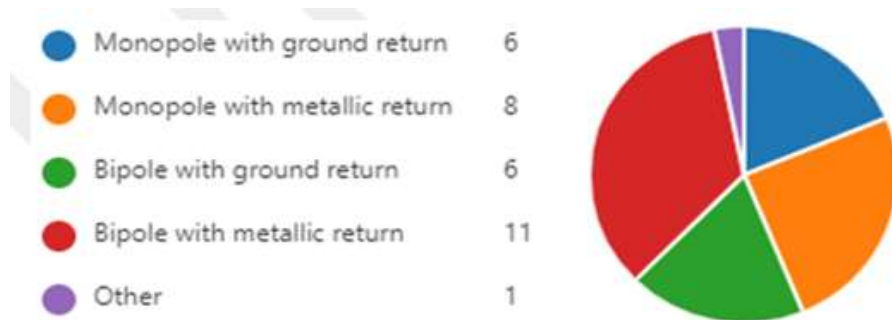 Monopole with ground return 6
Monopole with metallic return 8
Bipole with ground return 6
Bipole with metallic return 11
Other 1